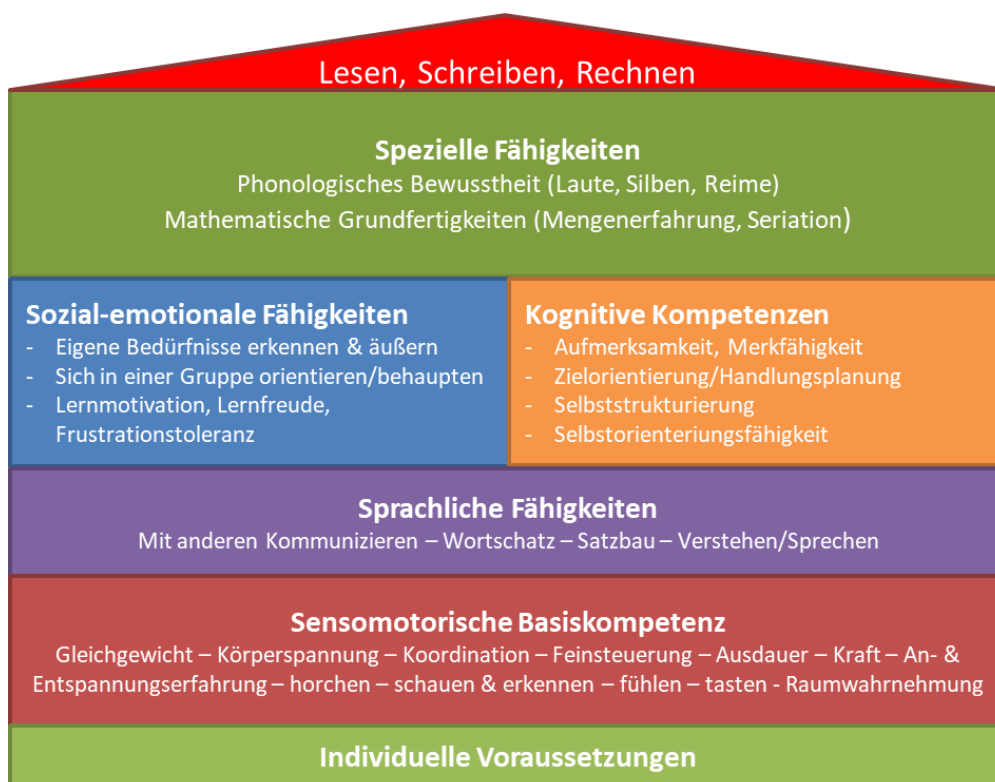 Lesen, Schreiben, Rechnen
Spezielle Fähigkeiten
Phonologisches Bewusstheit (Laute, Silben, Reime)
Mathematische Grundfertigkeiten (Mengenerfahrung, Seriation)
Sozial-emotionale Fähigkeiten
- Eigene Bedürfnisse erkennen & äußern
- Sich in einer Gruppe orientieren/behaupten
- Lernmotivation, Lernfreude,
Frustrationstoleranz
Kognitive Kompetenzen
- Aufmerksamkeit, Merkfähigkeit
- Zielorientierung/Handlungsplanung
- Selbststrukturierung
- Selbstorienteriungsfähigkeit
Sprachliche Fähigkeiten
Mit anderen Kommunizieren – Wortschatz – Satzbau – Verstehen/Sprechen
Sensomotorische Basiskompetenz
Gleichgewicht – Körperspannung – Koordination – Feinsteuerung – Ausdauer – Kraft – An- &
Entspannungserfahrung – horchen – schauen & erkennen – fühlen – tasten - Raumwahrnehmung
Individuelle Voraussetzungen